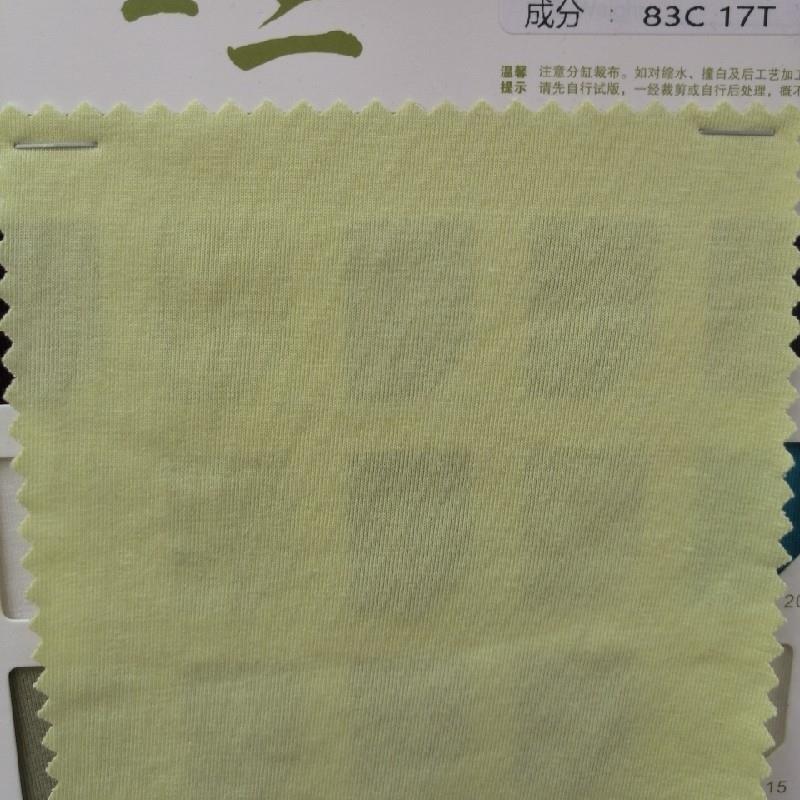 成分 : 83C 17T
温馨 注意分缸裁布。如对缩水、撞白及后工艺加工
提示 请先自行试版,一经裁剪或自行后处理,概不
20
15